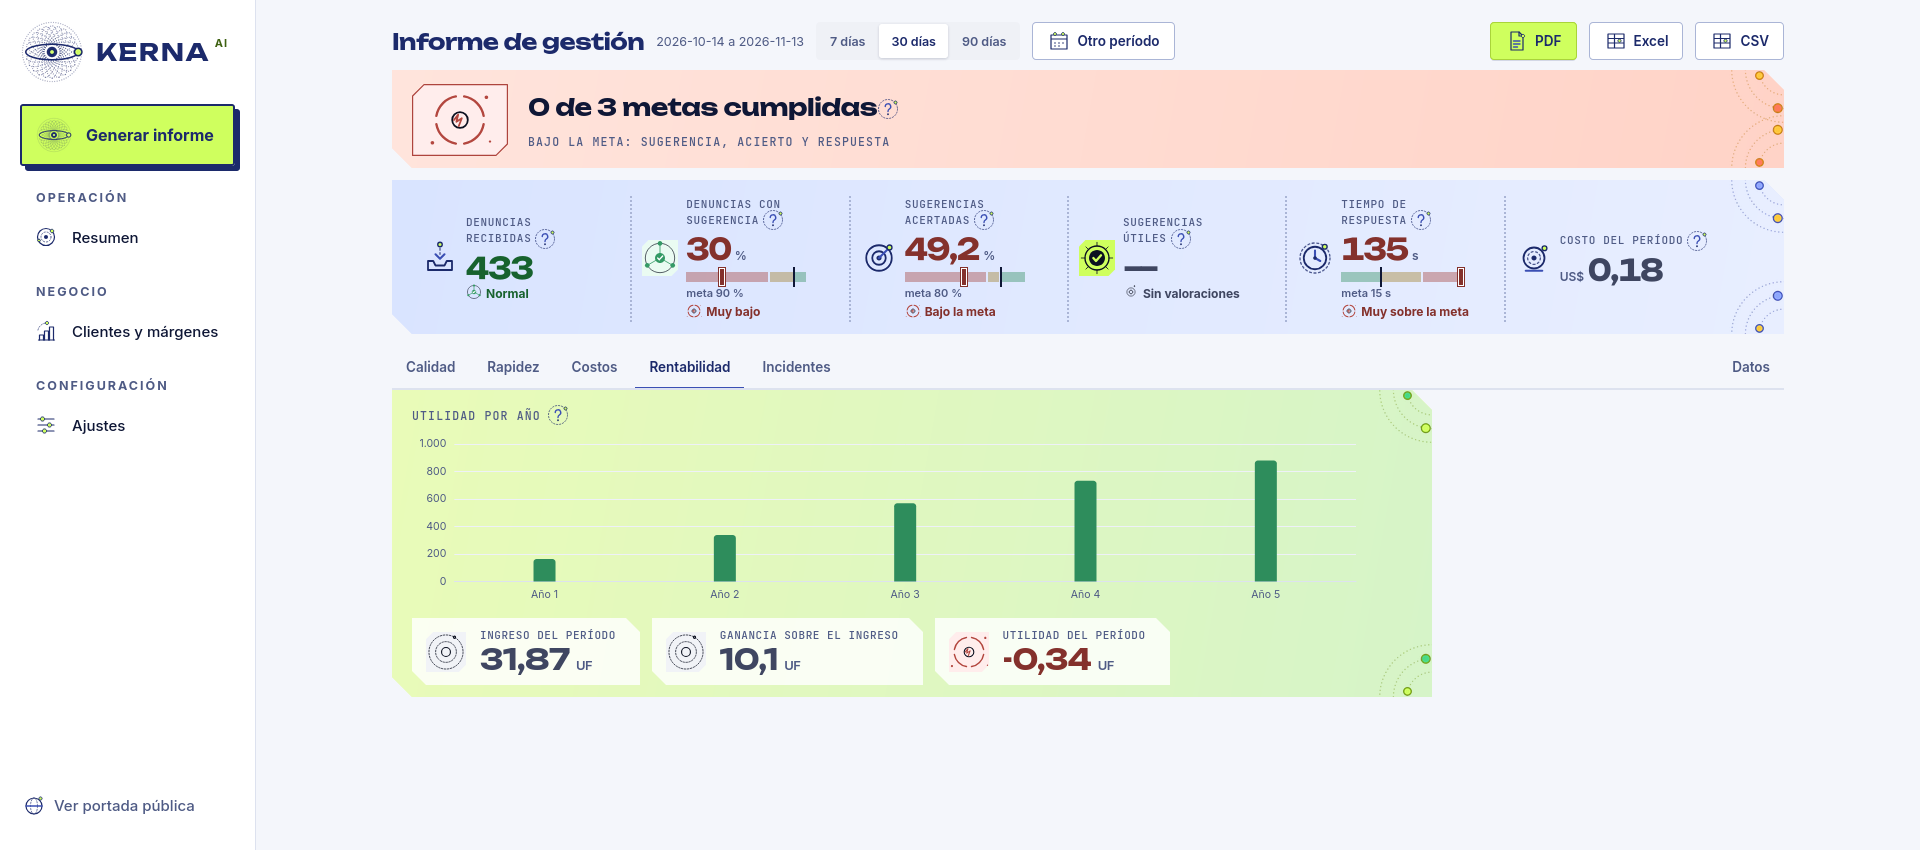 KERNA AI
Generar informe
OPERACIÓN
Resumen
NEGOCIO
Clientes y márgenes
CONFIGURACIÓN
Ajustes
Ver portada pública
Informe de gestión
2026-10-14 a 2026-11-13
7 días
30 días
90 días
Otro período
PDF
Excel
CSV
0 de 3 metas cumplidas
?
BAJO LA META: SUGERENCIA, ACIERTO Y RESPUESTA
DENUNCIAS
RECIBIDAS ?
433
Normal
DENUNCIAS CON
SUGERENCIA ?
30 %
meta 90 %
Muy bajo
SUGERENCIAS
ACERTADAS ?
49,2 %
meta 80 %
Bajo la meta
SUGERENCIAS
ÚTILES ?
—
Sin valoraciones
TIEMPO DE
RESPUESTA ?
135 s
meta 15 s
Muy sobre la meta
COSTO DEL PERÍODO ?
US$ 0,18
Calidad
Rapidez
Costos
Rentabilidad
Incidentes
Datos
UTILIDAD POR AÑO ?
1.000
800
600
400
200
0
Año 1
Año 2
Año 3
Año 4
Año 5
INGRESO DEL PERÍODO
31,87 UF
GANANCIA SOBRE EL INGRESO
10,1 UF
UTILIDAD DEL PERÍODO
-0,34 UF